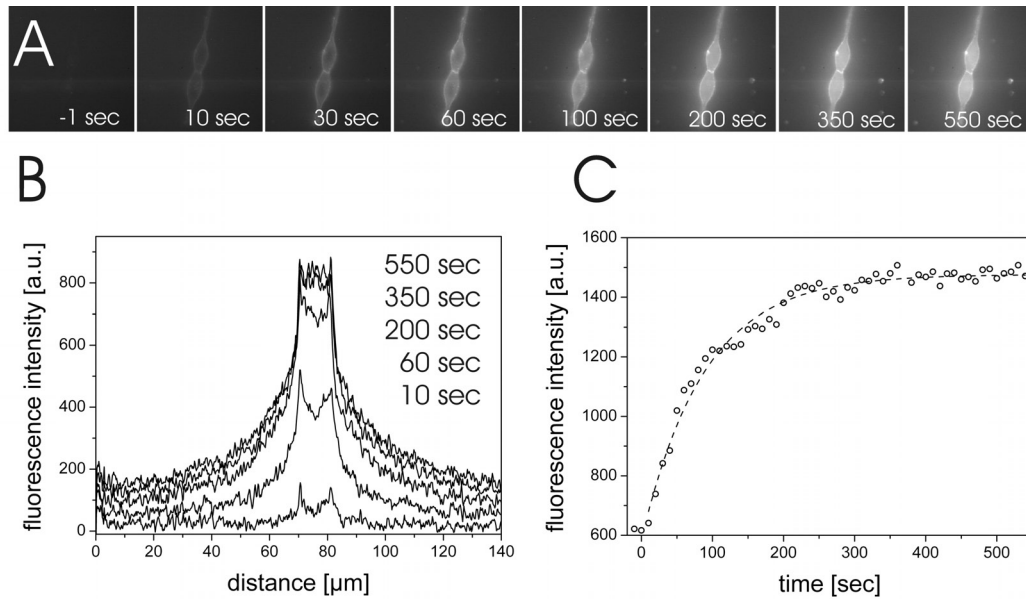 A
-1 sec
10 sec
30 sec
60 sec
100 sec
200 sec
350 sec
550 sec
B
fluorescence intensity [a.u.]
800
600
400
200
0
550 sec
350 sec
200 sec
60 sec
10 sec
0 20 40 60 80 100 120 140
distance [µm]
C
fluorescence intensity [a.u.]
1600
1400
1200
1000
800
600
0 100 200 300 400 500
time [sec]